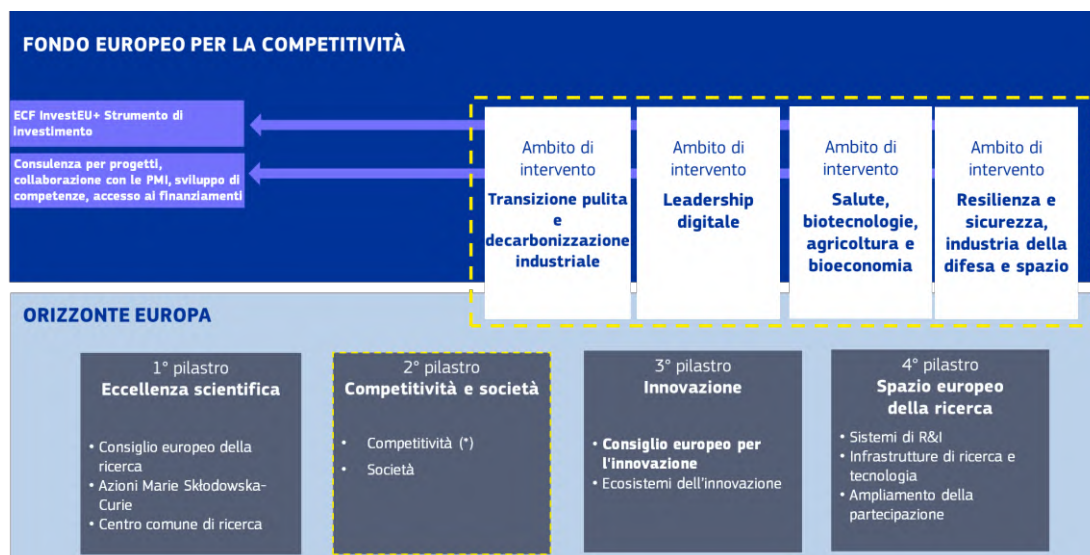 FONDO EUROPEO PER LA COMPETITIVITÀ
ECF InvestEU+ Strumento di
investimento
Consulenza per progetti,
collaborazione con le PMI, sviluppo di
competenze, accesso ai finanziamenti
Ambito di
intervento
Transizione pulita
e
decarbonizzazione
industriale
Ambito di
intervento
Leadership
digitale
Ambito di
intervento
Salute,
biotecnologie,
agricoltura e
bioeconomia
Ambito di
intervento
Resilienza e
sicurezza,
industria della
difesa e spazio
ORIZZONTE EUROPA
1° pilastro
Eccellenza scientifica
• Consiglio europeo della
ricerca
• Azioni Marie Skłodowska-
Curie
• Centro comune di ricerca
2° pilastro
Competitività e società
• Competitività (*)
• Società
3° pilastro
Innovazione
• Consiglio europeo per
l'innovazione
• Ecosistemi dell'innovazione
4° pilastro
Spazio europeo
della ricerca
• Sistemi di R&I
• Infrastrutture di ricerca e
tecnologia
• Ampliamento della
partecipazione